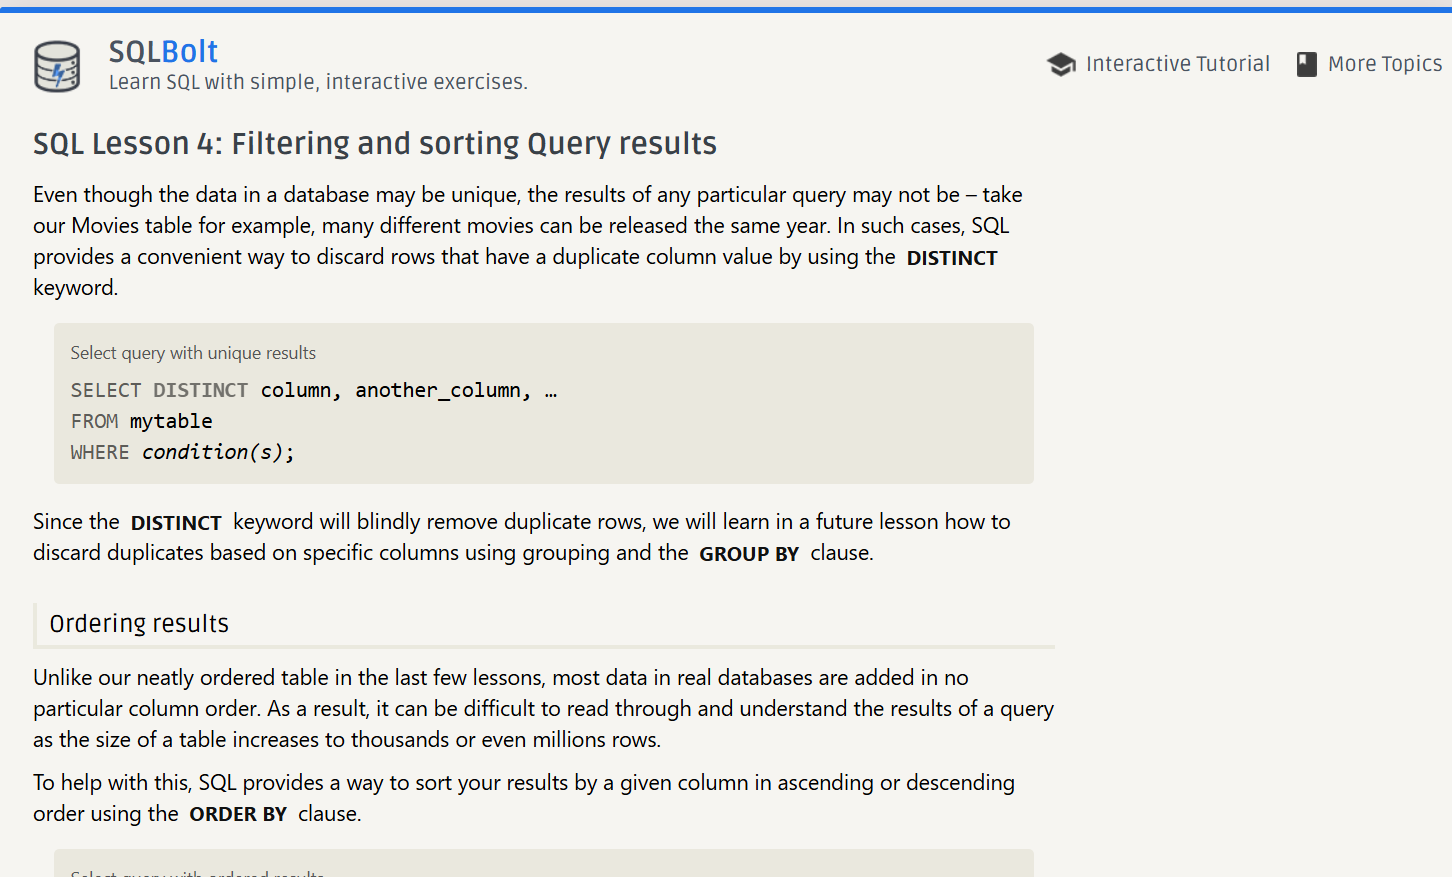 SQLBolt
Learn SQL with simple, interactive exercises.
Interactive Tutorial
More Topics
SQL Lesson 4: Filtering and sorting Query results
Even though the data in a database may be unique, the results of any particular query may not be – take
our Movies table for example, many different movies can be released the same year. In such cases, SQL
provides a convenient way to discard rows that have a duplicate column value by using the DISTINCT
keyword.
Select query with unique results
SELECT DISTINCT column, another_column, …
FROM mytable
WHERE condition(s);
Since the DISTINCT keyword will blindly remove duplicate rows, we will learn in a future lesson how to
discard duplicates based on specific columns using grouping and the GROUP BY clause.
Ordering results
Unlike our neatly ordered table in the last few lessons, most data in real databases are added in no
particular column order. As a result, it can be difficult to read through and understand the results of a query
as the size of a table increases to thousands or even millions rows.
To help with this, SQL provides a way to sort your results by a given column in ascending or descending
order using the ORDER BY clause.
Select query with ordered results